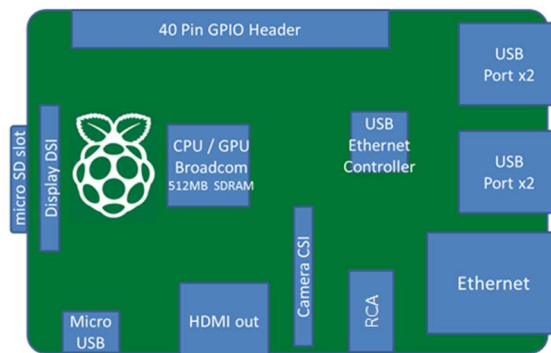 40 Pin GPIO Header
USB
Port x2
micro SD slot
Display DSI
CPU / GPU
Broadcom
512MB SDRAM
USB
Ethernet
Controller
USB
Port x2
Camera CSI
Ethernet
Micro
USB
HDMI out
RCA